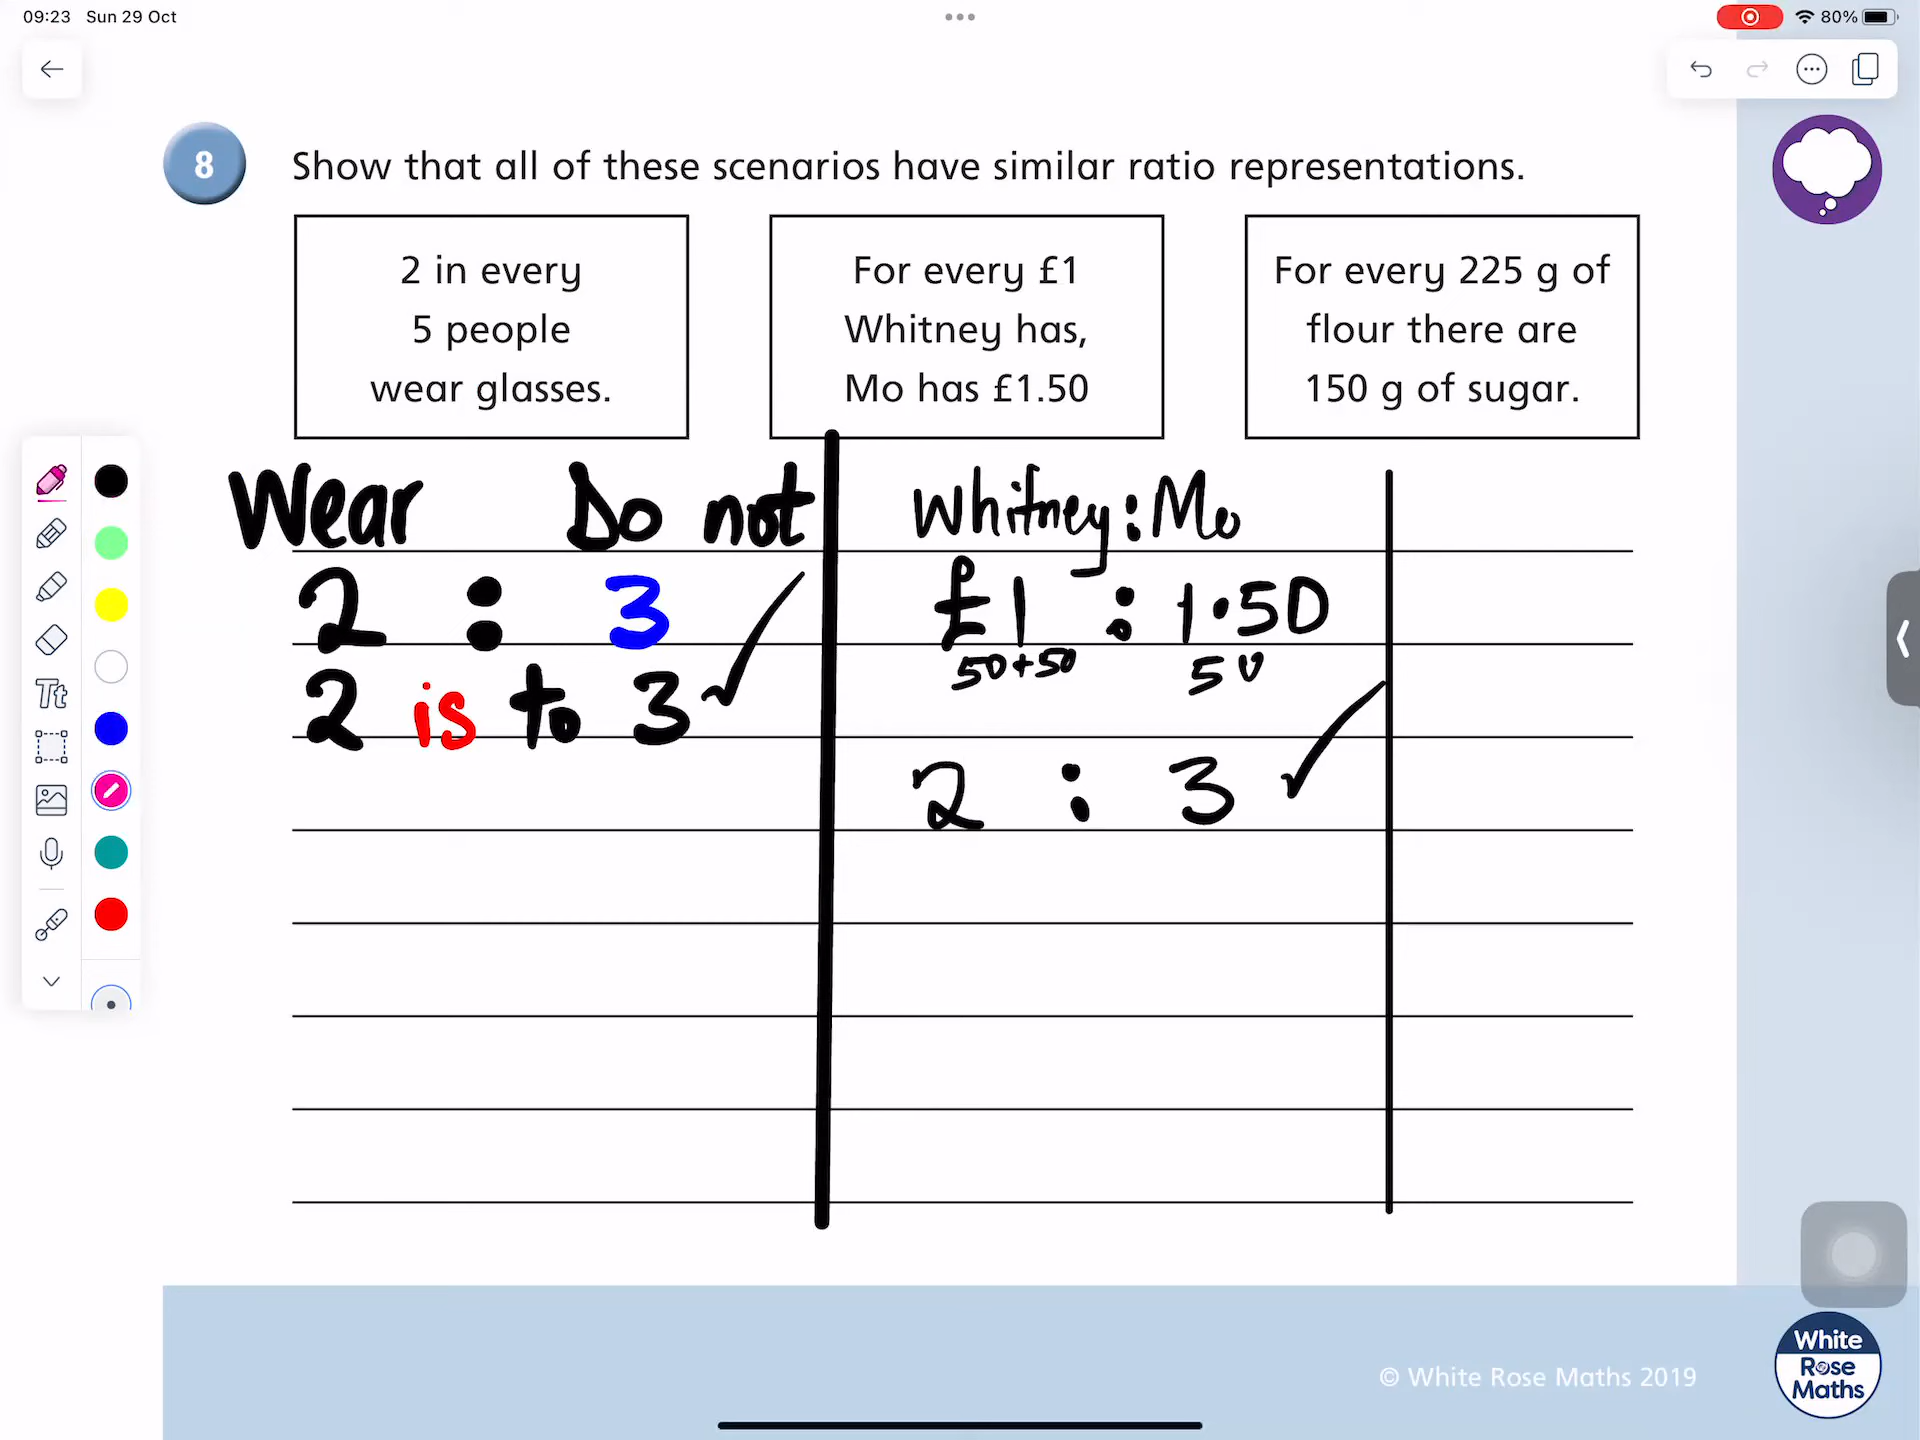 09:23 Sun 29 Oct
80%
8 Show that all of these scenarios have similar ratio representations.
2 in every
5 people
wear glasses.
For every £1
Whitney has,
Mo has £1.50
For every 225 g of
flour there are
150 g of sugar.
Wear Do not
2 : 3
2 is to 3 ✓
Whitney : Mo
£1 : 1.50
50+50 50
2 : 3 ✓
Tt
© White Rose Maths 2019
White
Rose
Maths